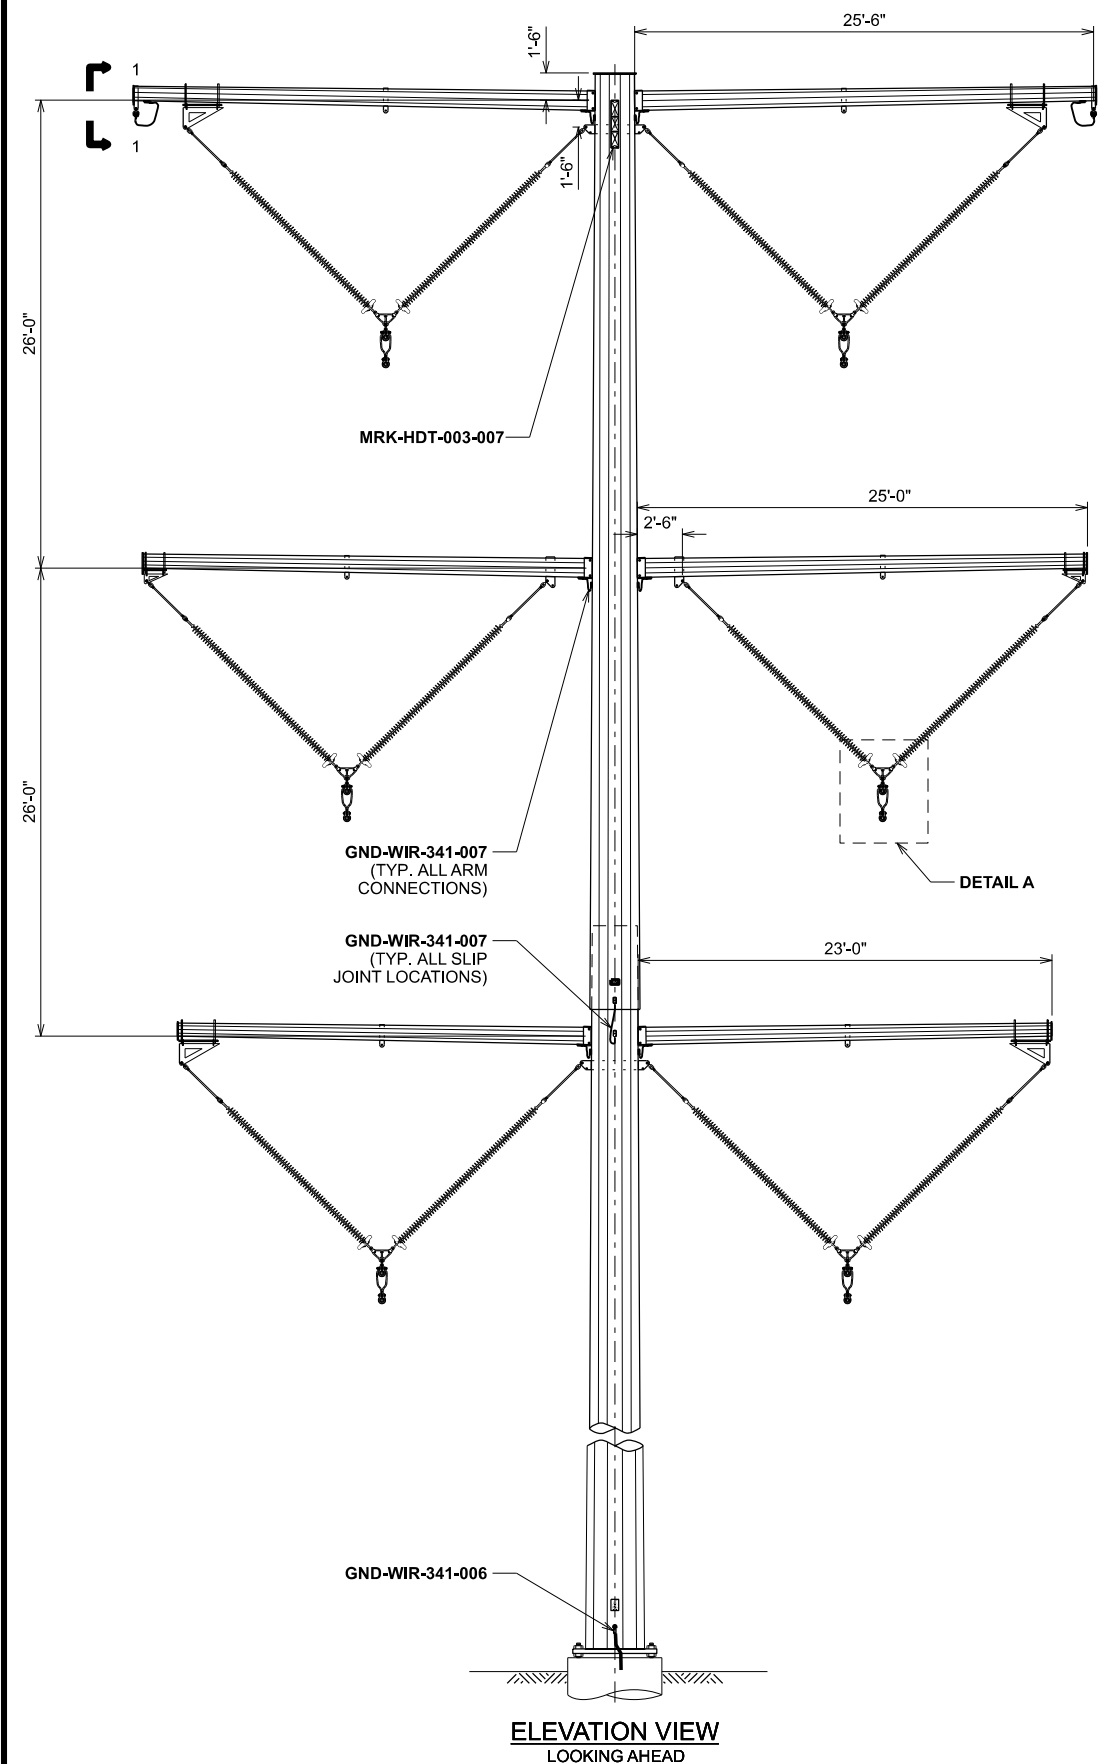 25'-6"
1'-6"
1
1
1'-6"
26'-0"
MRK-HDT-003-007
25'-0"
2'-6"
26'-0"
GND-WIR-341-007
(TYP. ALL ARM
CONNECTIONS)
DETAIL A
GND-WIR-341-007
(TYP. ALL SLIP
JOINT LOCATIONS)
23'-0"
GND-WIR-341-006
ELEVATION VIEW
LOOKING AHEAD